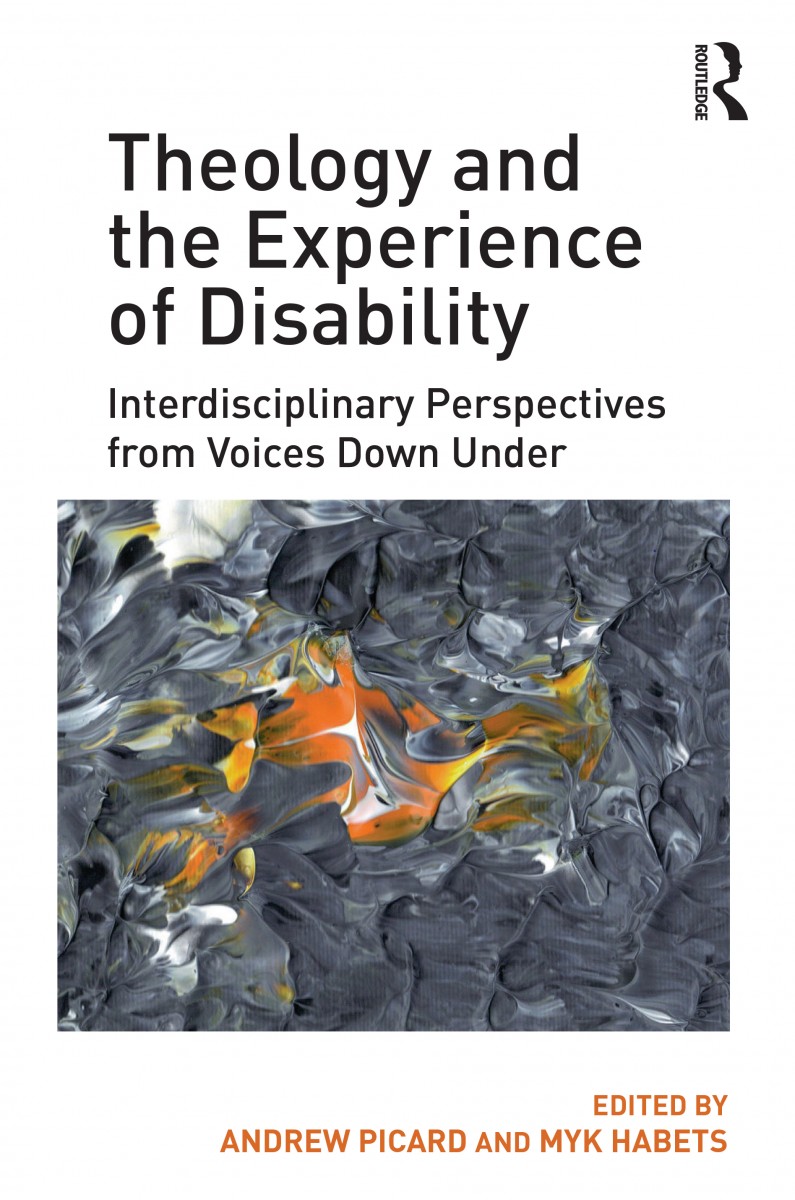 ROUTLEDGE
Theology and
the Experience
of Disability
Interdisciplinary Perspectives
from Voices Down Under
EDITED BY
ANDREW PICARD AND MYK HABETS